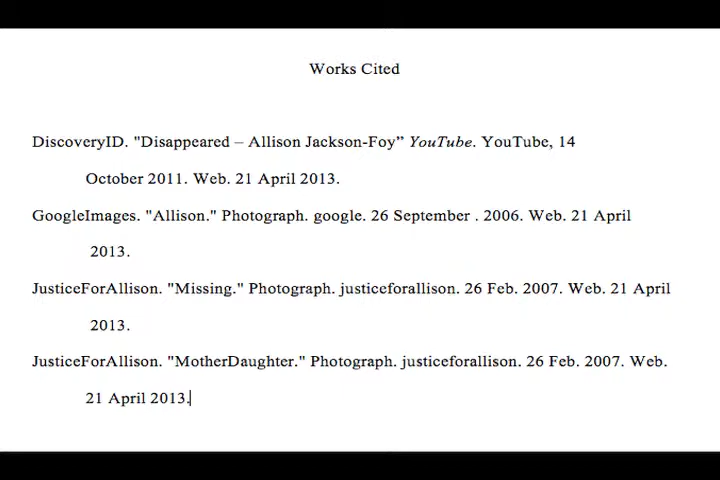 Works Cited
DiscoveryID. "Disappeared – Allison Jackson-Foy” YouTube. YouTube, 14
October 2011. Web. 21 April 2013.
GoogleImages. "Allison." Photograph. google. 26 September . 2006. Web. 21 April
2013.
JusticeForAllison. "Missing." Photograph. justiceforallison. 26 Feb. 2007. Web. 21 April
2013.
JusticeForAllison. "MotherDaughter." Photograph. justiceforallison. 26 Feb. 2007. Web.
21 April 2013.